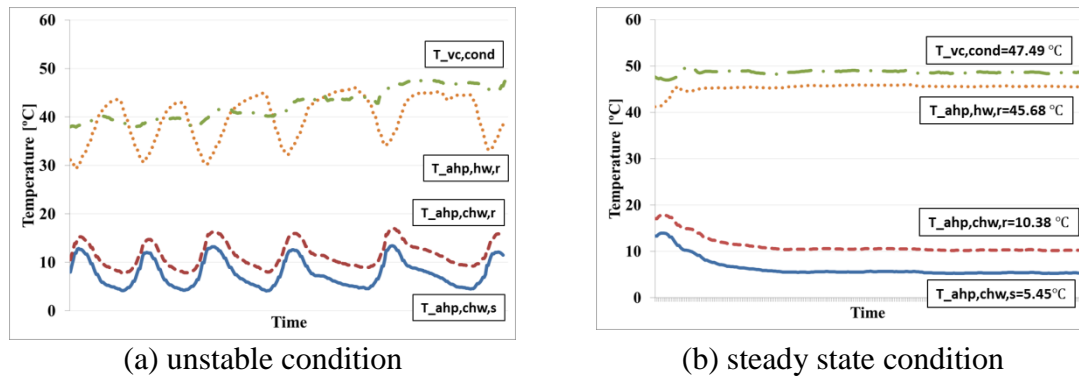 60
50
40
30
20
10
0
Temperature [°C]
T_vc,cond
T_ahp,hw,r
T_ahp,chw,r
T_ahp,chw,s
Time
(a) unstable condition
60
50
40
30
20
10
0
Temperature [°C]
T_vc,cond=47.49 °C
T_ahp,hw,r=45.68 °C
T_ahp,chw,r=10.38 °C
T_ahp,chw,s=5.45°C
Time
(b) steady state condition